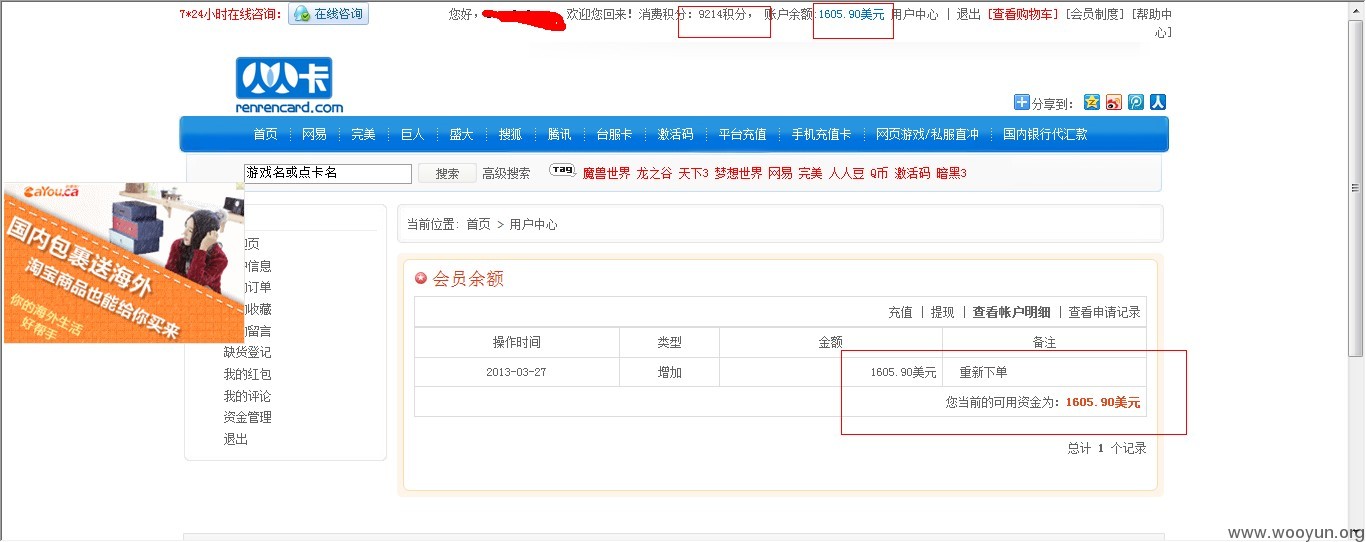 7*24小时在线咨询: 在线咨询
您好, 欢迎您回来! 消费积分: 9214积分, 账户余额:1605.90美元 用户中心 | 退出 [查看购物车] [会员制度] [帮助中心]
卡
renrencard.com
分享到:
首页 网易 完美 巨人 盛大 搜狐 腾讯 台服卡 激活码 平台充值 手机充值卡 网页游戏/私服直冲 国内银行代汇款
游戏名或点卡名 搜索 高级搜索 Tag 魔兽世界 龙之谷 天下3 梦想世界 网易 完美 人人豆 Q币 激活码 暗黑3
aYou.ca
国内包裹送海外
淘宝商品也能给你买来
你的海外生活
好帮手
迎页
户信息
的订单
的收藏
的留言
缺货登记
我的红包
我的评论
资金管理
退出
当前位置: 首页 > 用户中心
会员余额
充值 | 提现 | 查看帐户明细 | 查看申请记录
操作时间 类型 金额 备注
2013-03-27 增加 1605.90美元 重新下单
您当前的可用资金为: 1605.90美元
总计 1 个记录
www.wooyun.org